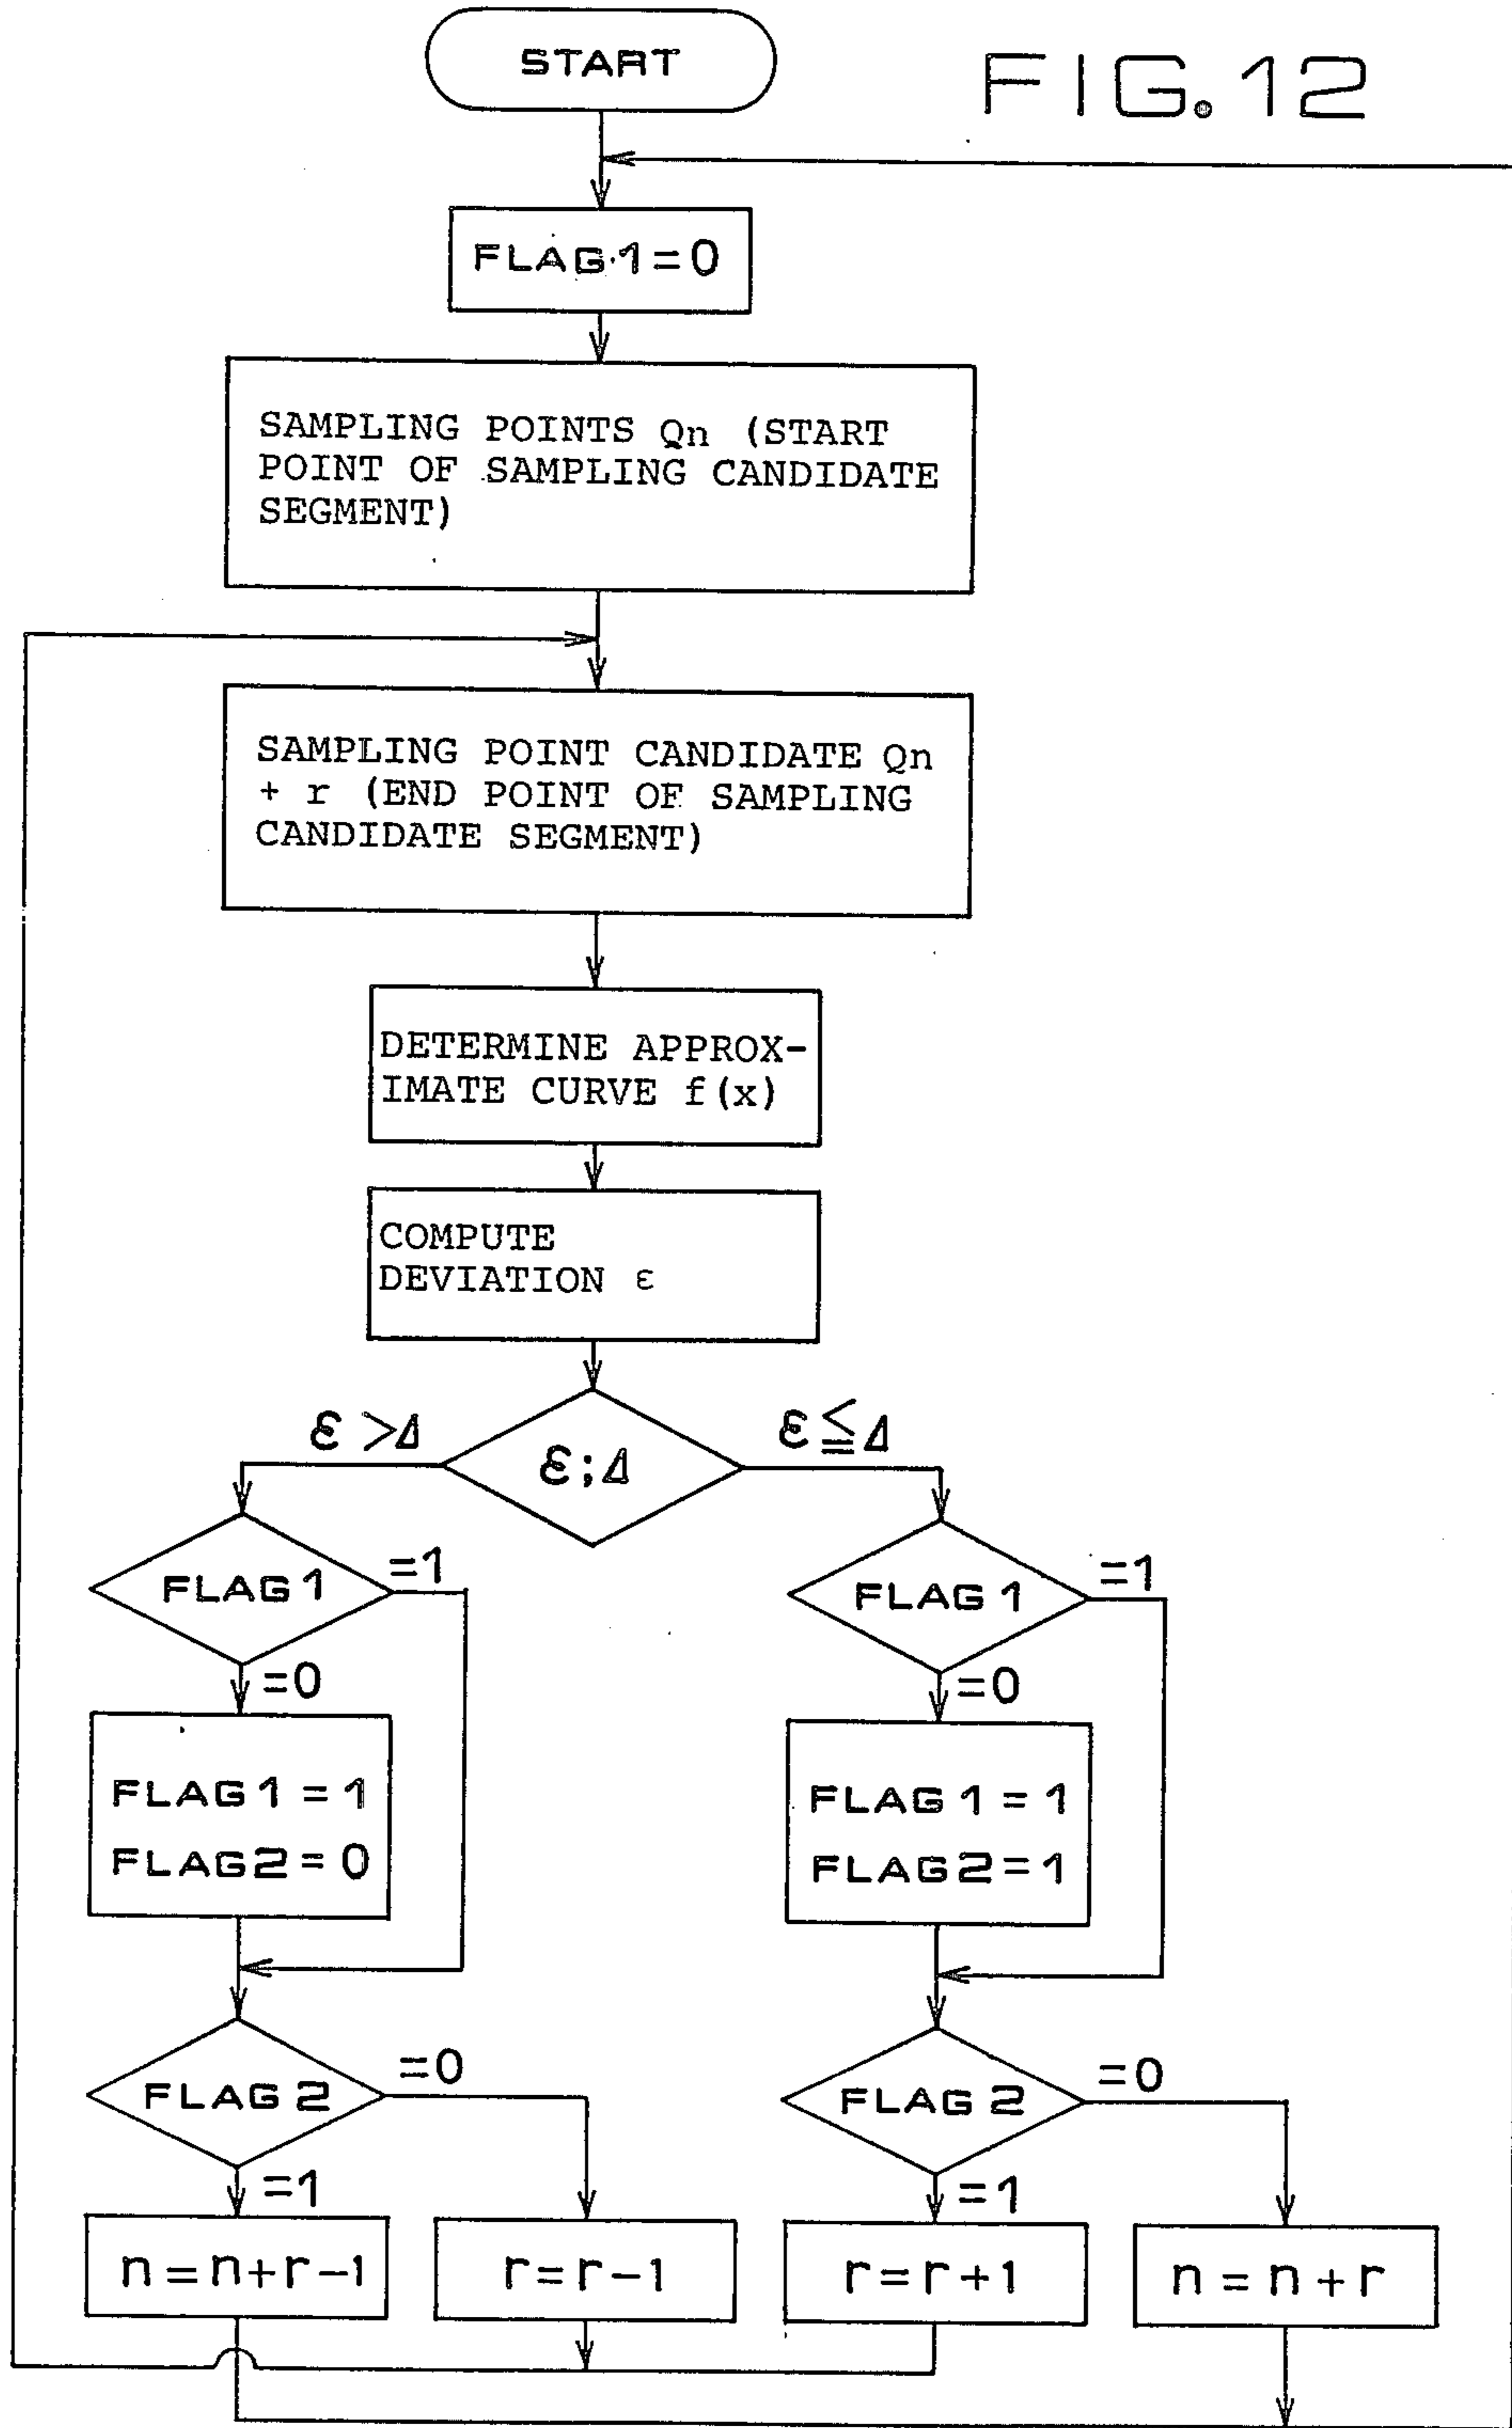 START
FIG. 12
FLAG·1=0
SAMPLING POINTS Qn (START
POINT OF SAMPLING CANDIDATE
SEGMENT)
SAMPLING POINT CANDIDATE Qn
+ r (END POINT OF SAMPLING
CANDIDATE SEGMENT)
DETERMINE APPROX-
IMATE CURVE f(x)
COMPUTE
DEVIATION ε
ε >Δ
ε;Δ
ε≦Δ
FLAG 1
=1
FLAG 1
=1
=0
=0
FLAG 1 = 1
FLAG 2 = 0
FLAG 1 = 1
FLAG 2 = 1
FLAG 2
=0
FLAG 2
=0
=1
=1
n = n+r-1
r=r-1
r=r+1
n = n+r